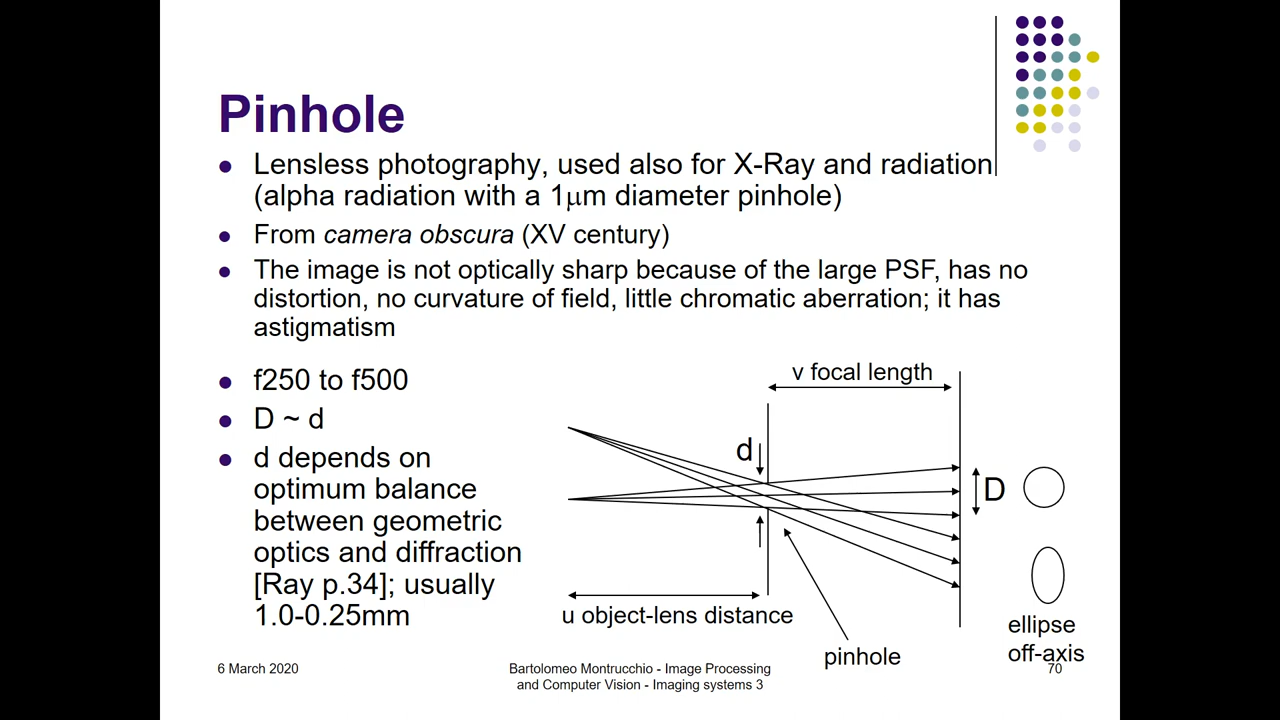 Pinhole
Lensless photography, used also for X-Ray and radiation
(alpha radiation with a 1μm diameter pinhole)
From camera obscura (XV century)
The image is not optically sharp because of the large PSF, has no
distortion, no curvature of field, little chromatic aberration; it has
astigmatism
f250 to f500
D ~ d
d depends on
optimum balance
between geometric
optics and diffraction
[Ray p.34]; usually
1.0-0.25mm
v focal length
d
D
u object-lens distance
pinhole
ellipse
off-axis
6 March 2020
Bartolomeo Montrucchio - Image Processing
and Computer Vision - Imaging systems 3
70